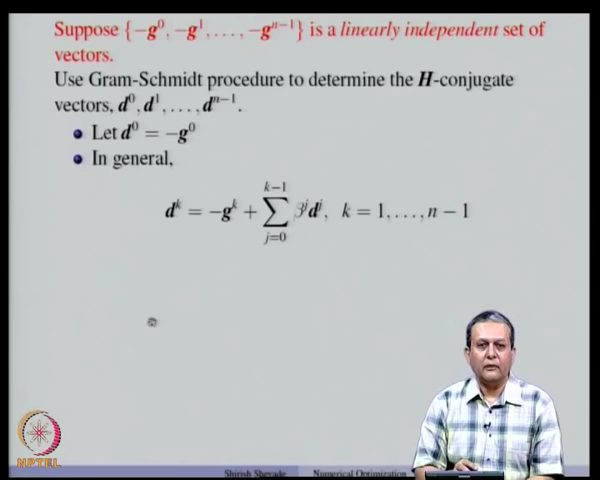 Suppose {−g⁰, −g¹, . . . , −gⁿ⁻¹} is a linearly independent set of
vectors.
Use Gram-Schmidt procedure to determine the H-conjugate
vectors, d⁰, d¹, . . . , dⁿ⁻¹.
• Let d⁰ = −g⁰
• In general,
dᵏ = −gᵏ + ∑_{j=0}^{k−1} βʲdʲ, k = 1, . . . , n − 1
NPTEL
Shirish Shevade Numerical Optimization